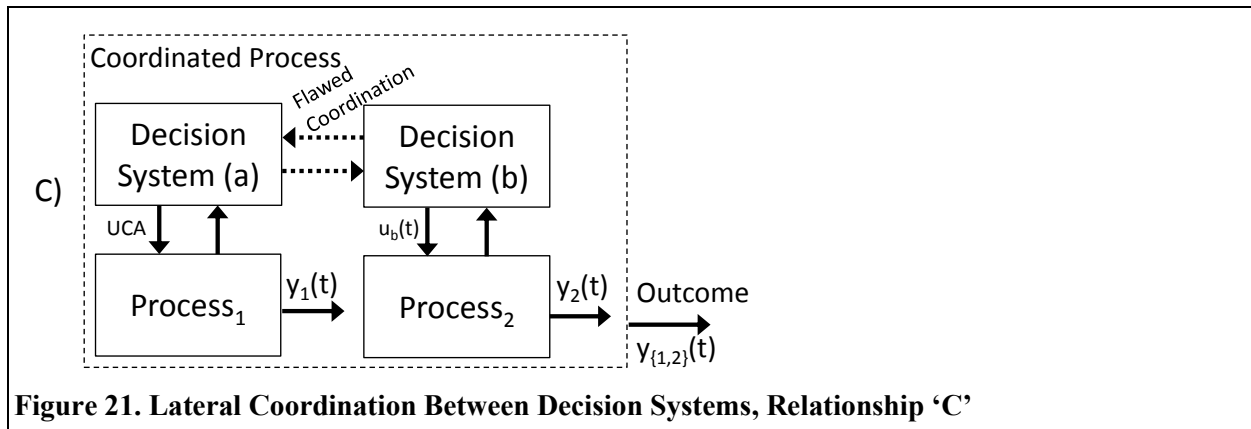 Coordinated Process
Flawed
Coordination
Decision
System (a)
Decision
System (b)
C)
UCA
u_b(t)
Process_1
y_1(t)
Process_2
y_2(t)
Outcome
y_{1,2}(t)
Figure 21. Lateral Coordination Between Decision Systems, Relationship ‘C’